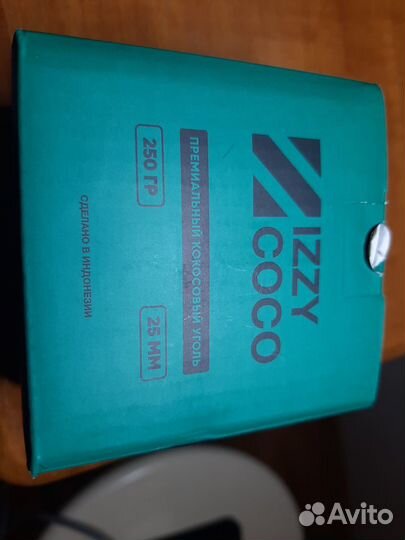 IZZY
COCO
ПРЕМИАЛЬНЫЙ КОКОСОВЫЙ УГОЛЬ
250 ГР
25 ММ
СДЕЛАНО В ИНДОНЕЗИИ
Avito